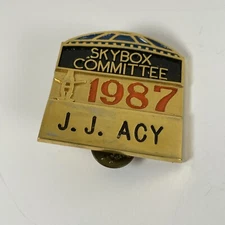 SKYBOX
COMMITTEE
1987
J. J. ACY